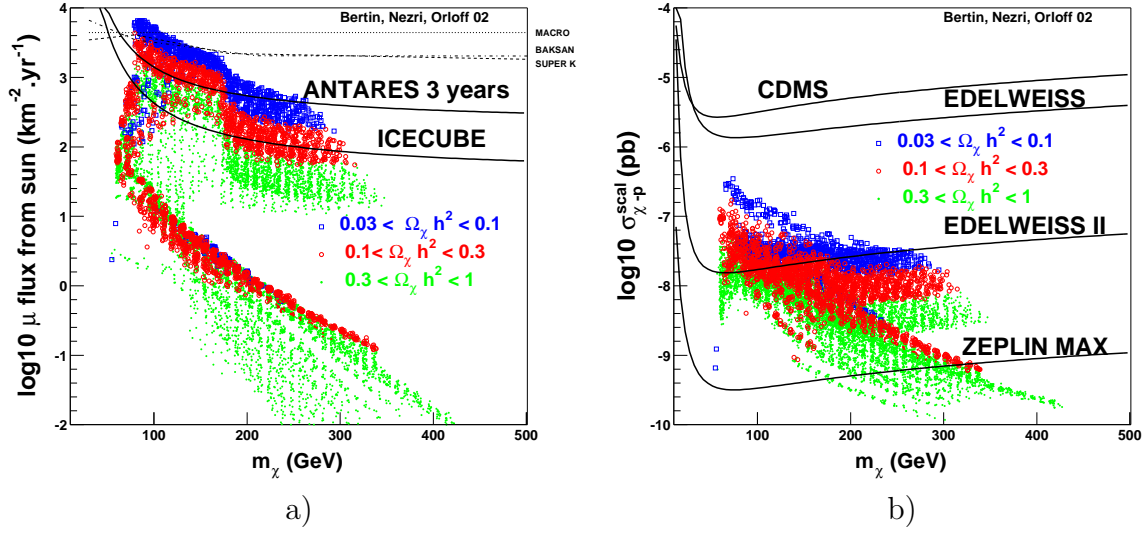 Bertin, Nezri, Orloff 02
MACRO
BAKSAN
SUPER K
ANTARES 3 years
ICECUBE
0.03 < Ωχ h² < 0.1
0.1< Ωχ h² < 0.3
0.3 < Ωχ h² < 1
log10 μ flux from sun (km⁻².yr⁻¹)
4
3
2
1
0
-1
-2
100 200 300 400 500
mχ (GeV)
a)
Bertin, Nezri, Orloff 02
CDMS
EDELWEISS
0.03 < Ωχ h² < 0.1
0.1 < Ωχ h² < 0.3
0.3 < Ωχ h² < 1
EDELWEISS II
ZEPLIN MAX
log10 σχ-p^scal (pb)
-4
-5
-6
-7
-8
-9
-10
100 200 300 400 500
mχ (GeV)
b)